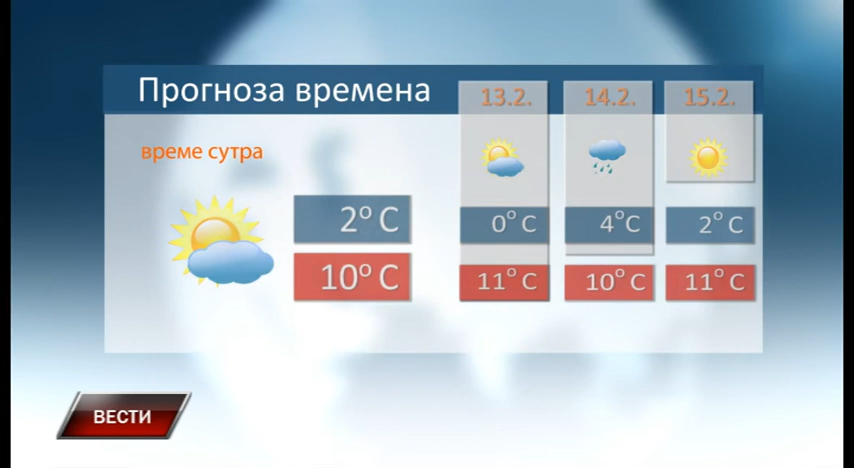 Прогноза времена
13.2. 14.2. 15.2.
време сутра
2° C
10° C
0° C 4°C 2° C
11° C 10° C 11° C
ВЕСТИ